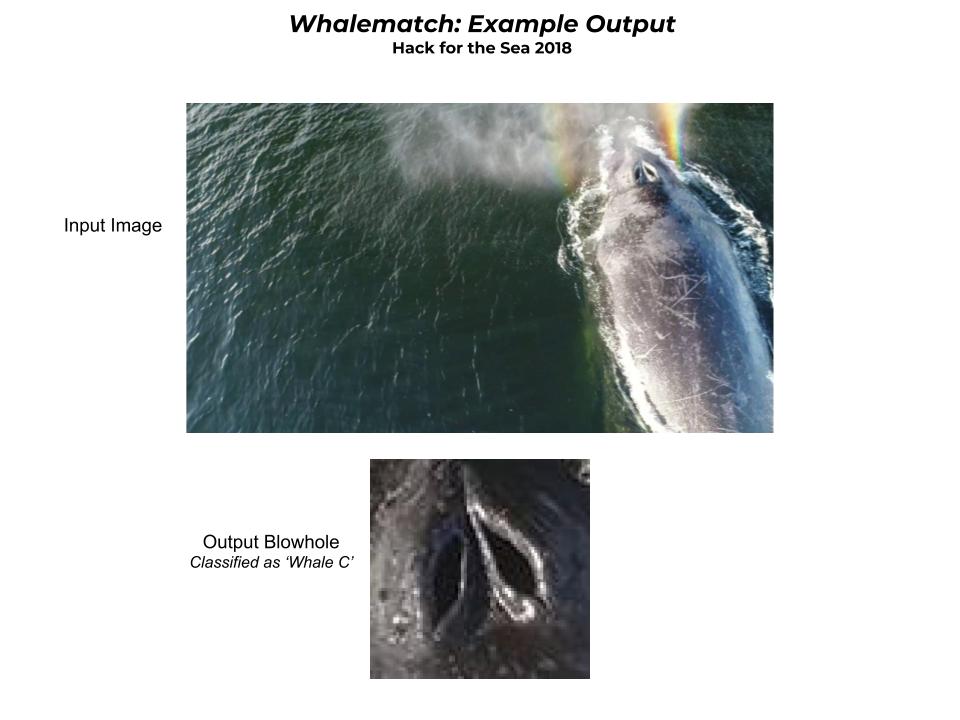 Whalematch: Example Output
Hack for the Sea 2018
Input Image
Output Blowhole
Classified as ‘Whale C’